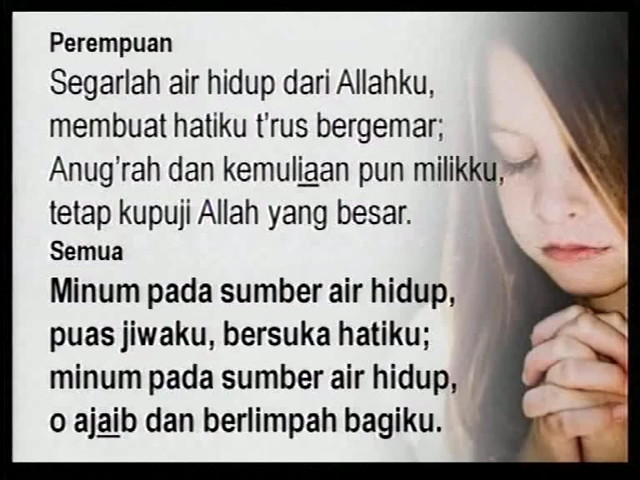 Perempuan
Segarlah air hidup dari Allahku,
membuat hatiku t'rus bergemar;
Anug'rah dan kemuliaan pun milikku,
tetap kupuji Allah yang besar.
Semua
Minum pada sumber air hidup,
puas jiwaku, bersuka hatiku;
minum pada sumber air hidup,
o ajaib dan berlimpah bagiku.